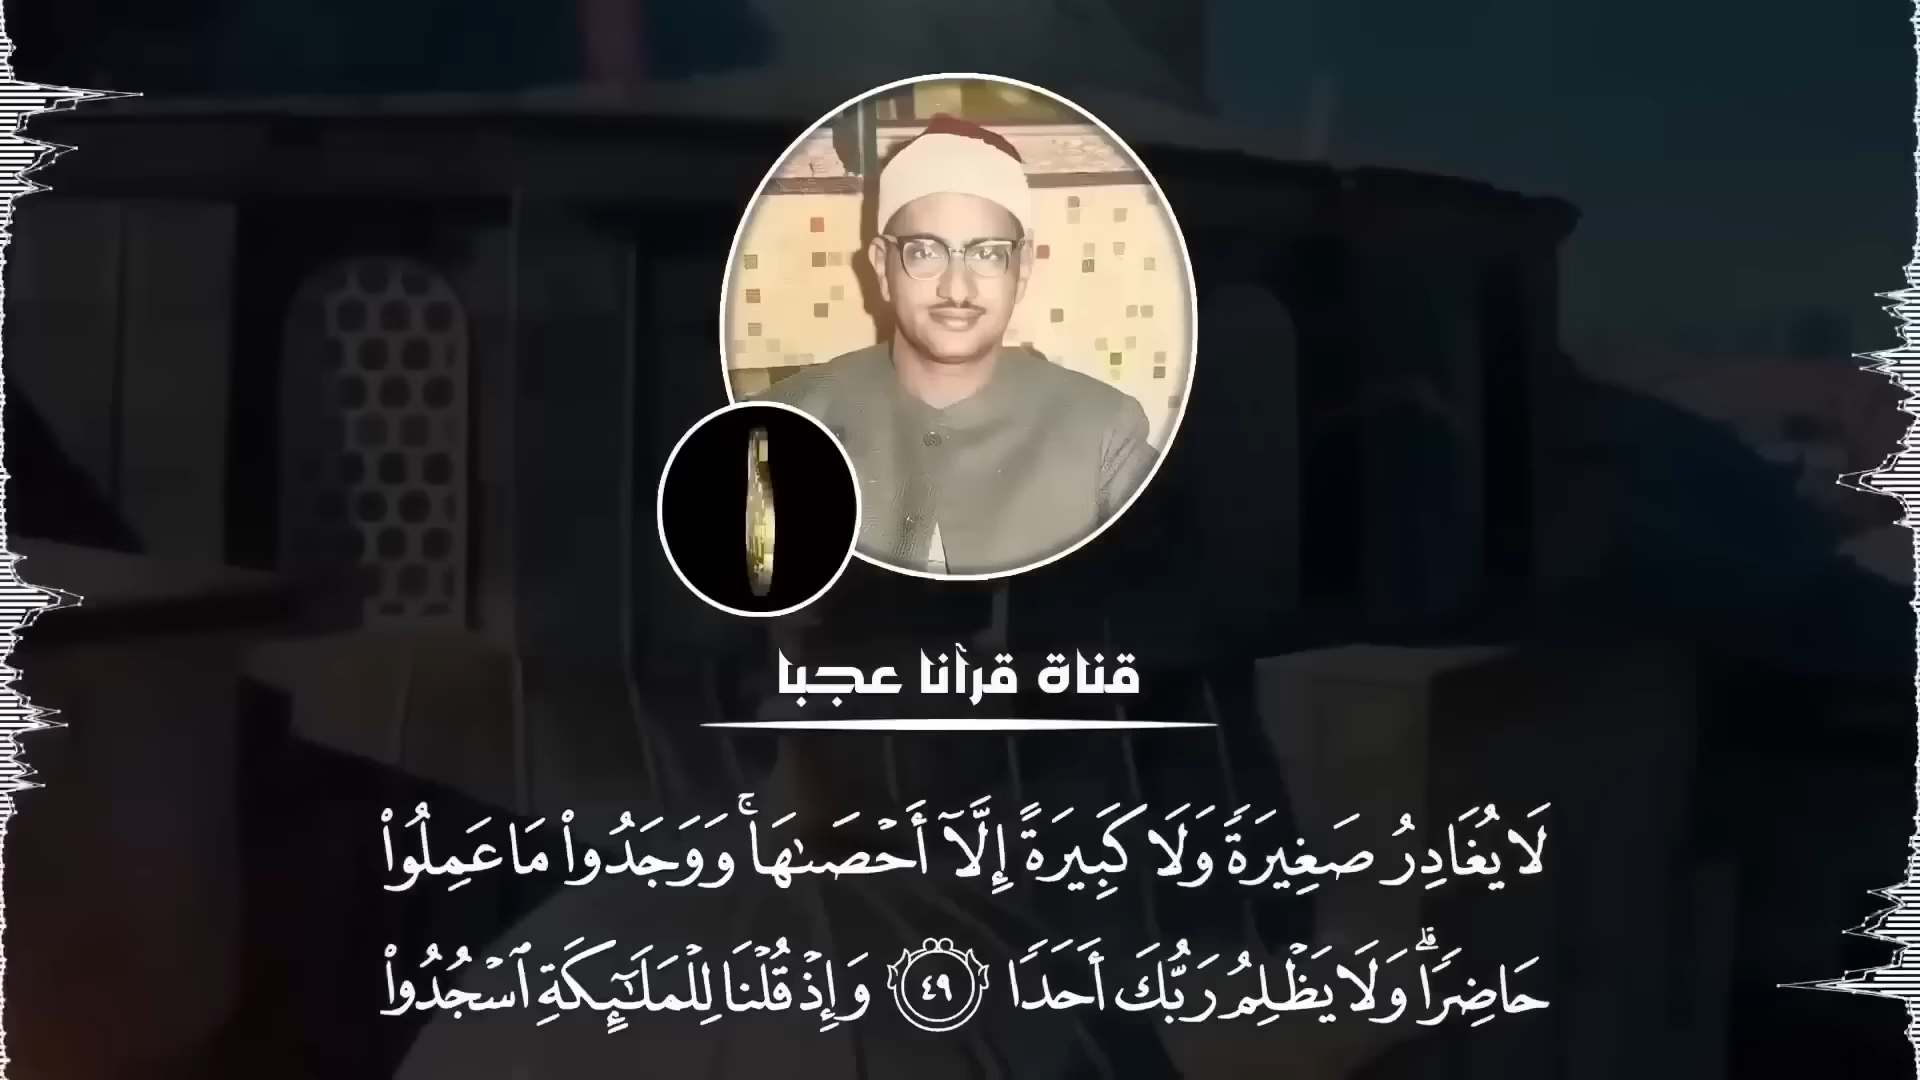 قناة قرآنا عجبا
لَا يُغَادِرُ صَغِيرَةً وَلَا كَبِيرَةً إِلَّآ أَحۡصَىٰهَاۚ وَوَجَدُواْ مَا عَمِلُواْ
حَاضِرٗاۗ وَلَا يَظۡلِمُ رَبُّكَ أَحَدٗا ٤٩ وَإِذۡ قُلۡنَا لِلۡمَلَٰٓئِكَةِ ٱسۡجُدُواْ